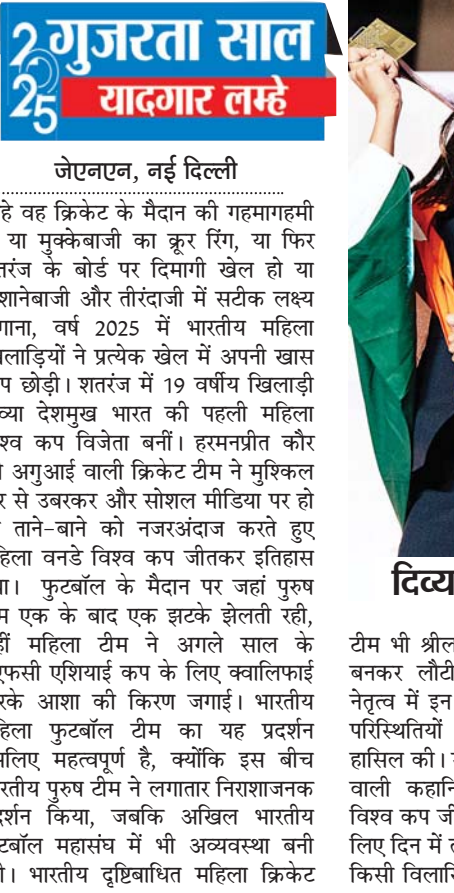 2025
गुजरता साल
यादगार लम्हे
जेएनएन, नई दिल्ली
हे वह क्रिकेट के मैदान की गहमागहमी
या मुक्केबाजी का क्रूर रिंग, या फिर
तरंज के बोर्ड पर दिमागी खेल हो या
शानेबाजी और तीरंदाजी में सटीक लक्ष्य
गाना, वर्ष 2025 में भारतीय महिला
लाड़ियों ने प्रत्येक खेल में अपनी खास
प छोड़ी। शतरंज में 19 वर्षीय खिलाड़ी
व्या देशमुख भारत की पहली महिला
श्व कप विजेता बनीं। हरमनप्रीत कौर
अगुआई वाली क्रिकेट टीम ने मुश्किल
र से उबरकर और सोशल मीडिया पर हो
ताने-बाने को नजरअंदाज करते हुए
हिला वनडे विश्व कप जीतकर इतिहास
ा। फुटबॉल के मैदान पर जहां पुरुष
म एक के बाद एक झटके झेलती रही,
हीं महिला टीम ने अगले साल के
एफसी एशियाई कप के लिए क्वालिफाई
रके आशा की किरण जगाई। भारतीय
हिला फुटबॉल टीम का यह प्रदर्शन
सलिए महत्वपूर्ण है, क्योंकि इस बीच
रतीय पुरुष टीम ने लगातार निराशाजनक
दर्शन किया, जबकि अखिल भारतीय
टबॉल महासंघ में भी अव्यवस्था बनी
ी। भारतीय दृष्टिबाधित महिला क्रिकेट
दिव्य
टीम भी श्रील
बनकर लौटी
नेतृत्व में इन
परिस्थितियों
हासिल की।
वाली कहानि
विश्व कप जी
लिए दिन में त
किसी विलासि